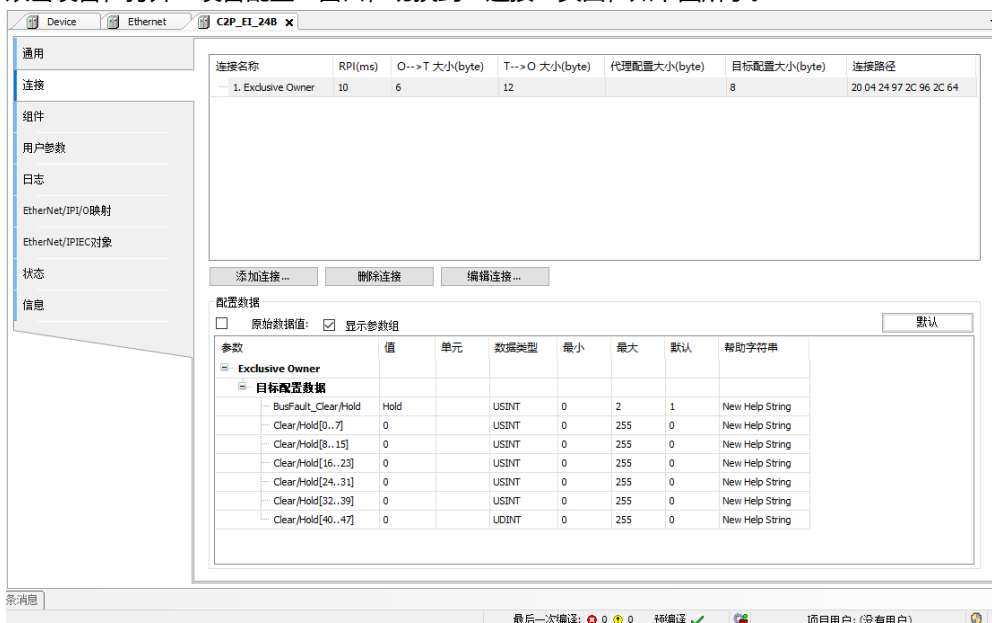 Device Ethernet C2P_EI_24B
通用
连接
组件
用户参数
日志
EtherNet/IPI/O映射
EtherNet/IPIEC对象
状态
信息
连接名称 RPI(ms) O-->T 大小(byte) T-->O 大小(byte) 代理配置大小(byte) 目标配置大小(byte) 连接路径
1. Exclusive Owner 10 6 12 8 20 04 24 97 2C 96 2C 64
添加连接... 删除连接 编辑连接...
配置数据
原始数据值: 显示参数组 默认
参数 值 单元 数据类型 最小 最大 默认 帮助字符串
Exclusive Owner
目标配置数据
BusFault_Clear/Hold Hold USINT 0 2 1 New Help String
Clear/Hold[0..7] 0 USINT 0 255 0 New Help String
Clear/Hold[8..15] 0 USINT 0 255 0 New Help String
Clear/Hold[16..23] 0 USINT 0 255 0 New Help String
Clear/Hold[24..31] 0 USINT 0 255 0 New Help String
Clear/Hold[32..39] 0 USINT 0 255 0 New Help String
Clear/Hold[40..47] 0 UDINT 0 255 0 New Help String
条消息
最后一次编译: 0 0 预编译 项目用户: (没有用户)